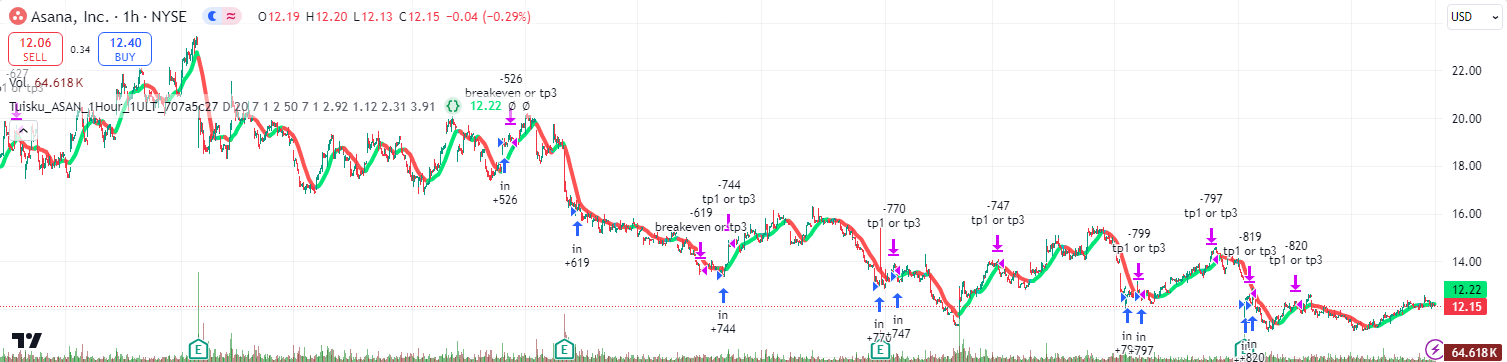 Asana, Inc. · 1h · NYSE
O12.19 H12.20 L12.13 C12.15 −0.04 (−0.29%)
USD
12.06
SELL
0.34
12.40
BUY
-627
Vol 64.618K
tp1 or tp3
Tuisku_ASAN_1Hour_1ULT_707a5c27 D 20 7 1 2 50 7 1 2.92 1.12 2.31 3.91 {} 12.22 Ø Ø
-526
breakeven or tp3
in
+526
in
+619
-619
breakeven or tp3
-744
tp1 or tp3
in
+744
-770
tp1 or tp3
in
+770
in
+747
-747
tp1 or tp3
-799
tp1 or tp3
in
in
+797
-797
tp1 or tp3
-819
tp1 or tp3
-820
tp1 or tp3
in
+820
22.00
20.00
18.00
16.00
14.00
12.22
12.15
64.618K
E
E
E